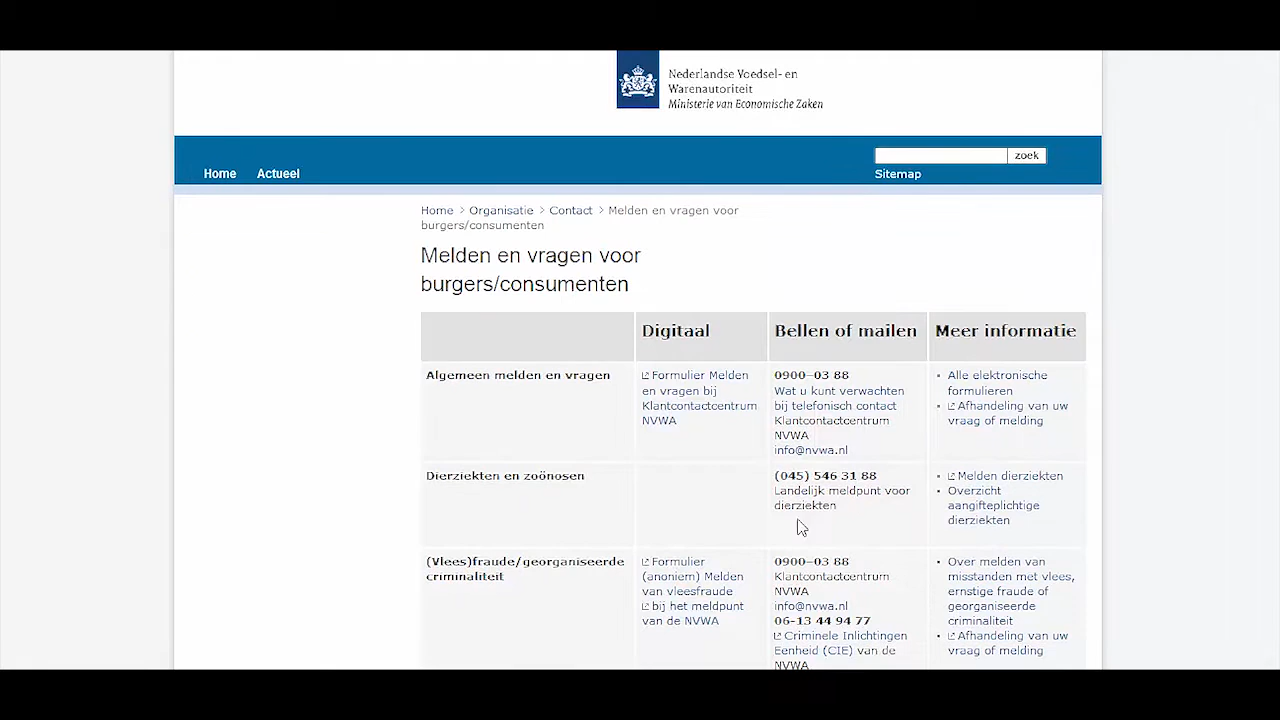 Nederlandse Voedsel- en
Warenautoriteit
Ministerie van Economische Zaken
zoek
Home Actueel
Sitemap
Home > Organisatie > Contact > Melden en vragen voor
burgers/consumenten
Melden en vragen voor
burgers/consumenten
Digitaal
Bellen of mailen
Meer informatie
Algemeen melden en vragen
Formulier Melden
en vragen bij
Klantcontactcentrum
NVWA
0900-03 88
Wat u kunt verwachten
bij telefonisch contact
Klantcontactcentrum
NVWA
info@nvwa.nl
• Alle elektronische
formulieren
• Afhandeling van uw
vraag of melding
Dierziekten en zoönosen
(045) 546 31 88
Landelijk meldpunt voor
dierziekten
• Melden dierziekten
• Overzicht
aangifteplichtige
dierziekten
(Vlees)fraude/georganiseerde
criminaliteit
Formulier
(anoniem) Melden
van vleesfraude
bij het meldpunt
van de NVWA
0900-03 88
Klantcontactcentrum
NVWA
info@nvwa.nl
06-13 44 94 77
Criminele Inlichtingen
Eenheid (CIE) van de
NVWA
• Over melden van
misstanden met vlees,
ernstige fraude of
georganiseerde
criminaliteit
• Afhandeling van uw
vraag of melding